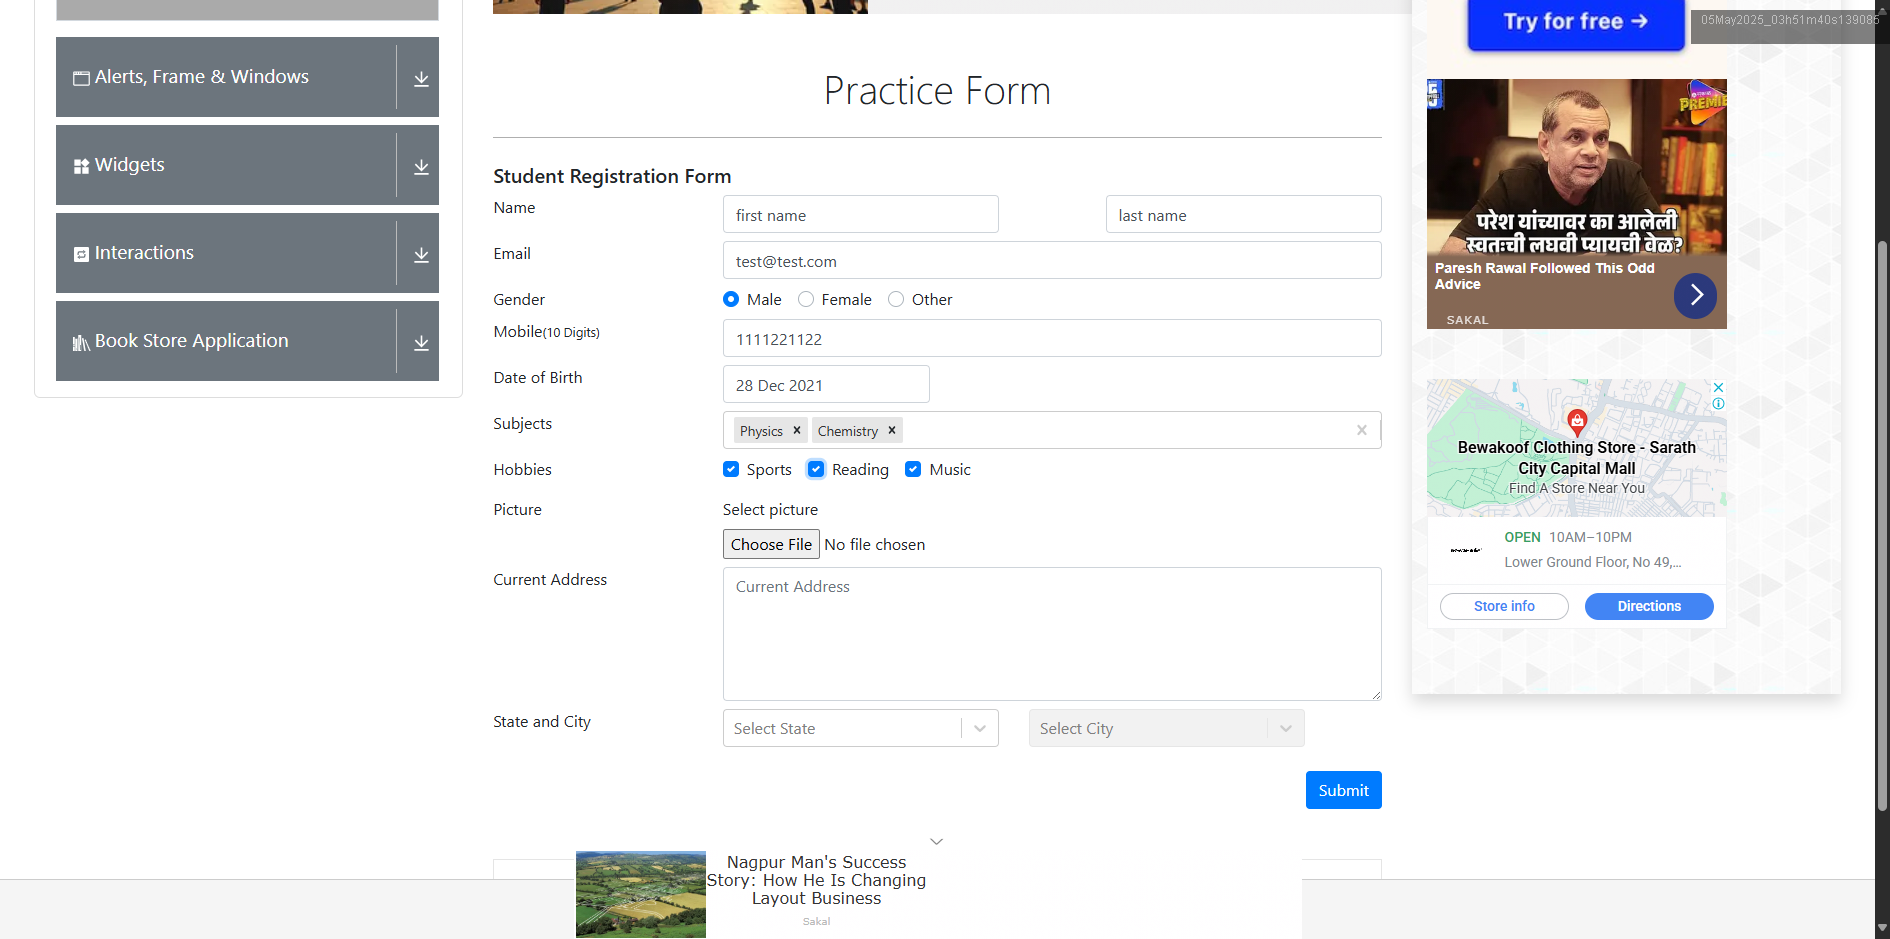 Alerts, Frame & Windows
Widgets
Interactions
Book Store Application
Practice Form
Student Registration Form
Name
first name
last name
Email
test@test.com
Gender
Male
Female
Other
Mobile(10 Digits)
1111221122
Date of Birth
28 Dec 2021
Subjects
Physics
Chemistry
Hobbies
Sports
Reading
Music
Picture
Select picture
Choose File No file chosen
Current Address
Current Address
State and City
Select State
Select City
Submit
Nagpur Man's Success
Story: How He Is Changing
Layout Business
Sakal
Try for free →
05May2025_03h51m40s139085
PREMIE
परेश यांच्यावर का आलेली
स्वतःची लघवी प्यायची वेळ?
Paresh Rawal Followed This Odd
Advice
SAKAL
Bewakoof Clothing Store - Sarath
City Capital Mall
Find A Store Near You
OPEN 10AM–10PM
Lower Ground Floor, No 49,...
Store info
Directions